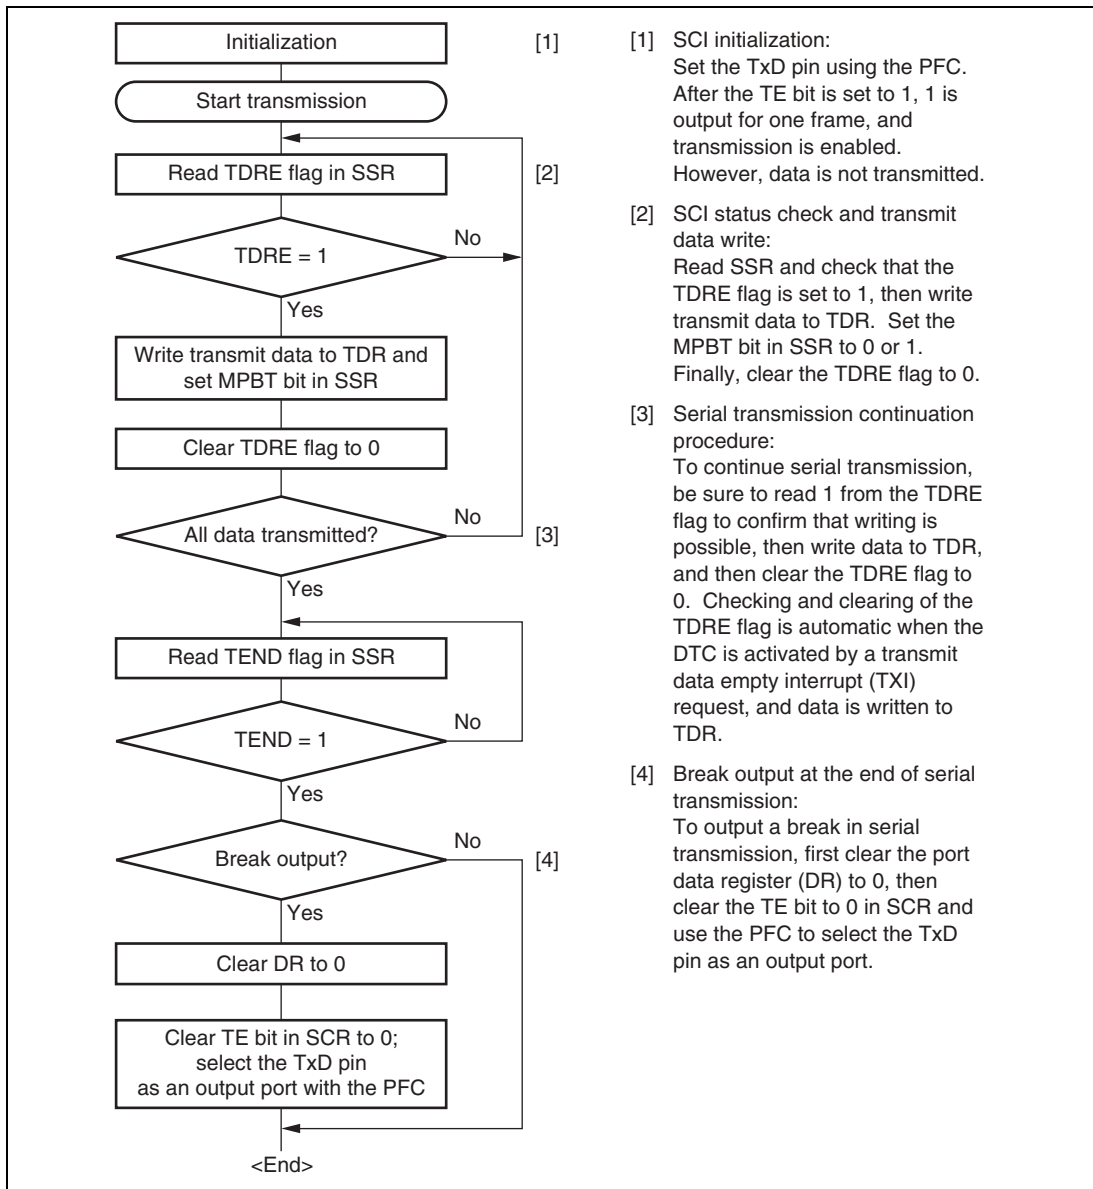 Initialization
[1]
Start transmission
Read TDRE flag in SSR
[2]
TDRE = 1
No
Yes
Write transmit data to TDR and
set MPBT bit in SSR
Clear TDRE flag to 0
All data transmitted?
No
[3]
Yes
Read TEND flag in SSR
TEND = 1
No
Yes
Break output?
No
[4]
Yes
Clear DR to 0
Clear TE bit in SCR to 0;
select the TxD pin
as an output port with the PFC
<End>
[1] SCI initialization:
Set the TxD pin using the PFC.
After the TE bit is set to 1, 1 is
output for one frame, and
transmission is enabled.
However, data is not transmitted.
[2] SCI status check and transmit
data write:
Read SSR and check that the
TDRE flag is set to 1, then write
transmit data to TDR. Set the
MPBT bit in SSR to 0 or 1.
Finally, clear the TDRE flag to 0.
[3] Serial transmission continuation
procedure:
To continue serial transmission,
be sure to read 1 from the TDRE
flag to confirm that writing is
possible, then write data to TDR,
and then clear the TDRE flag to
0. Checking and clearing of the
TDRE flag is automatic when the
DTC is activated by a transmit
data empty interrupt (TXI)
request, and data is written to
TDR.
[4] Break output at the end of serial
transmission:
To output a break in serial
transmission, first clear the port
data register (DR) to 0, then
clear the TE bit to 0 in SCR and
use the PFC to select the TxD
pin as an output port.